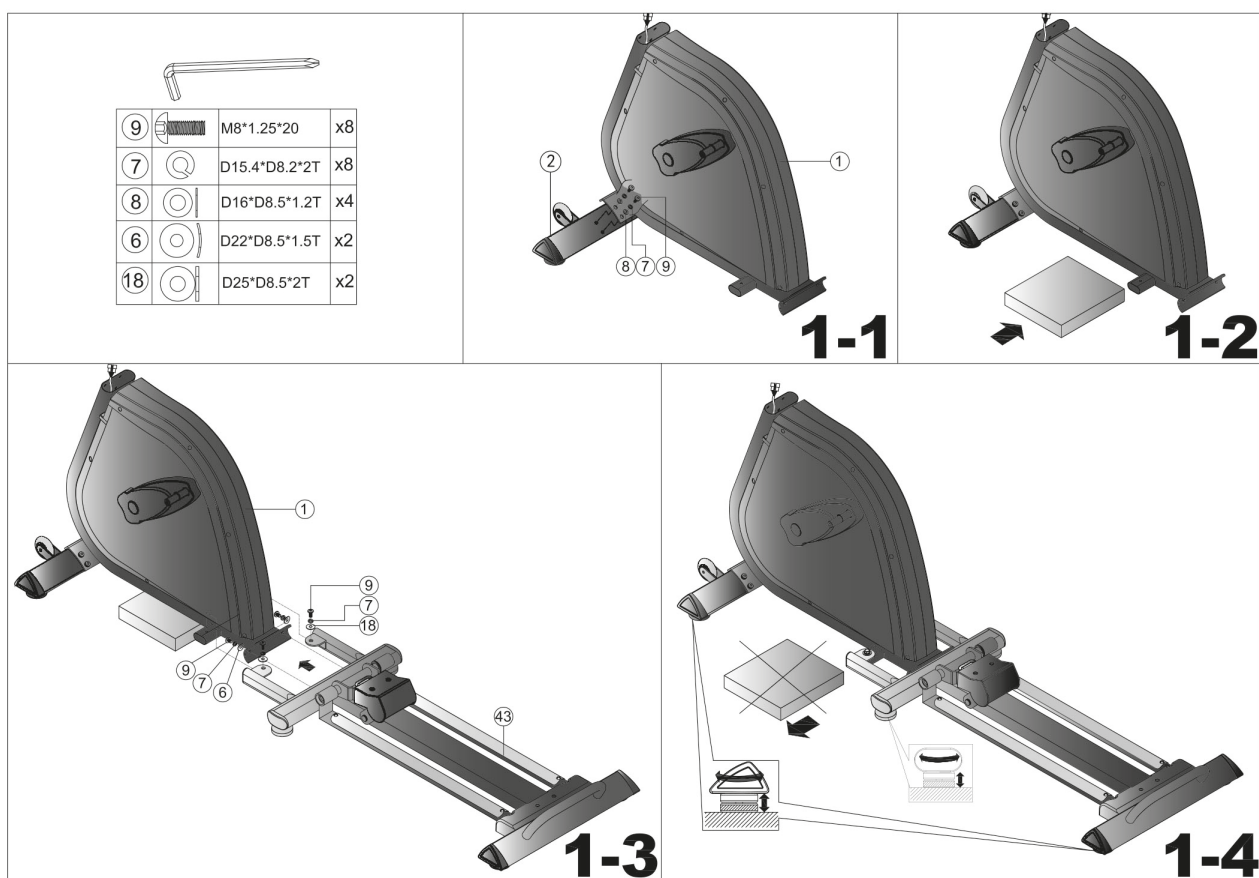 9 M8*1.25*20 x8
7 D15.4*D8.2*2T x8
8 D16*D8.5*1.2T x4
6 D22*D8.5*1.5T x2
18 D25*D8.5*2T x2
2
1
8 7 9
1-1
1-2
1
9
7
18
9
7
6
43
1-3
1-4